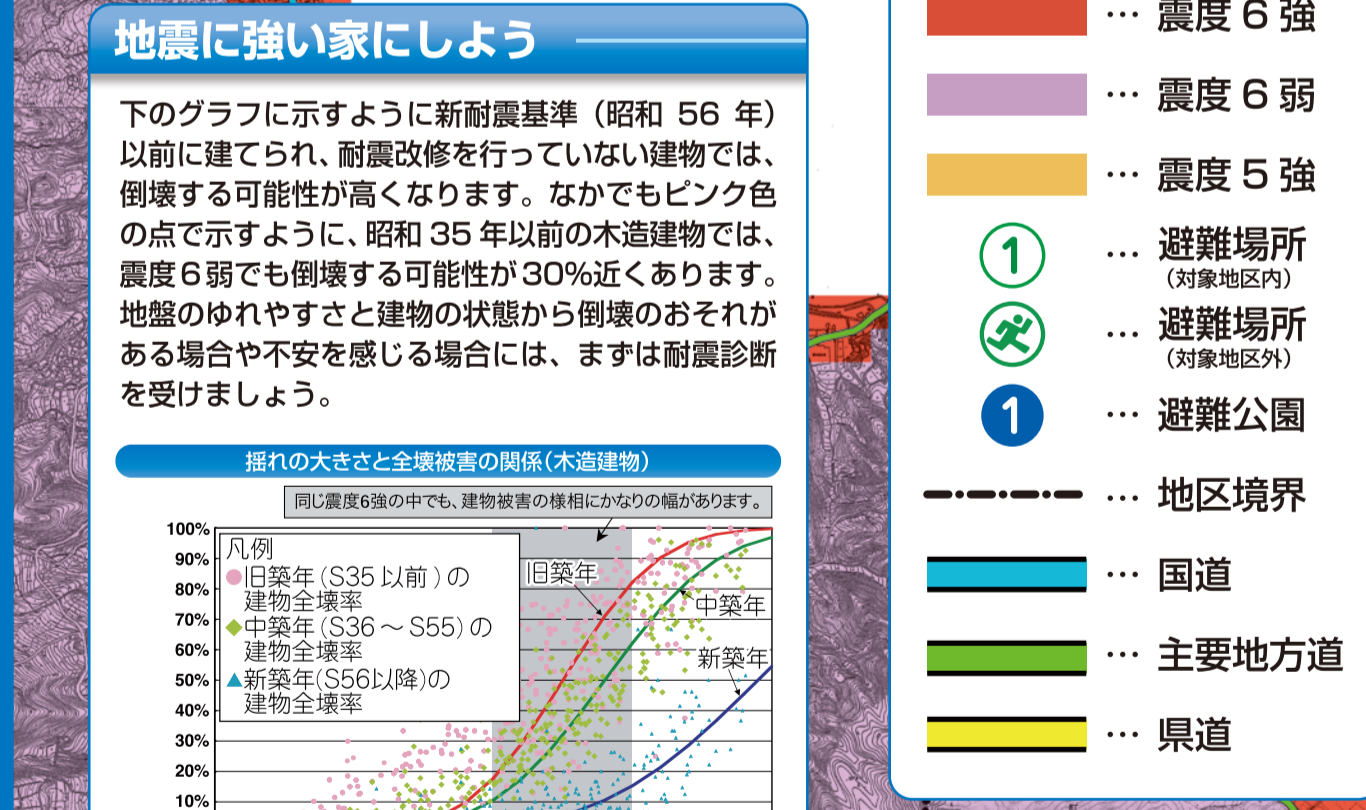 地震に強い家にしよう
下のグラフに示すように新耐震基準（昭和 56 年）
以前に建てられ、耐震改修を行っていない建物では、
倒壊する可能性が高くなります。なかでもピンク色
の点で示すように、昭和 35 年以前の木造建物では、
震度6弱でも倒壊する可能性が30%近くあります。
地盤のゆれやすさと建物の状態から倒壊のおそれが
ある場合や不安を感じる場合には、まずは耐震診断
を受けましょう。
揺れの大きさと全壊被害の関係（木造建物）
同じ震度6強の中でも、建物被害の様相にかなりの幅があります。
100%
90%
80%
70%
60%
50%
40%
30%
20%
10%
凡例
旧築年（S35以前）の
建物全壊率
中築年（S36～S55）の
建物全壊率
新築年（S56以降）の
建物全壊率
旧築年
中築年
新築年
… 震度６強
… 震度６弱
… 震度５強
1 … 避難場所
（対象地区内）
… 避難場所
（対象地区外）
1 … 避難公園
… 地区境界
… 国道
… 主要地方道
… 県道